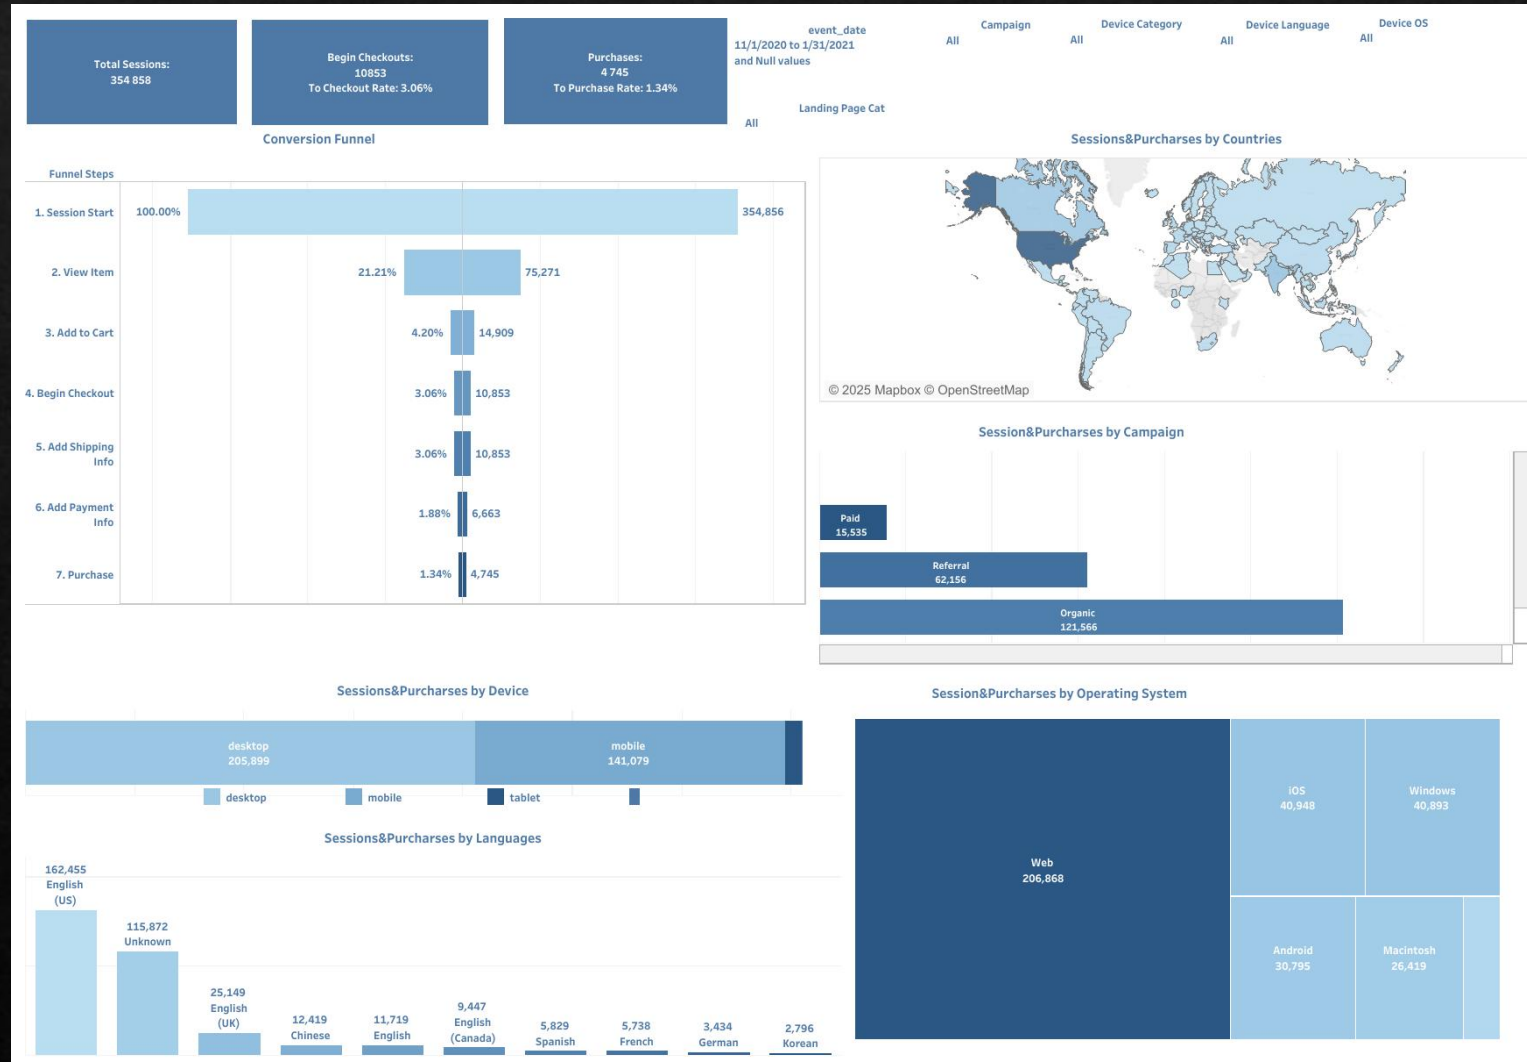 Total Sessions:
354 858
Begin Checkouts:
10853
To Checkout Rate: 3.06%
Purchases:
4 745
To Purchase Rate: 1.34%
event_date
11/1/2020 to 1/31/2021
and Null values
Campaign
All
Device Category
All
Device Language
All
Device OS
All
Landing Page Cat
All
Conversion Funnel
Funnel Steps
1. Session Start
100.00%
354,856
2. View Item
21.21%
75,271
3. Add to Cart
4.20%
14,909
4. Begin Checkout
3.06%
10,853
5. Add Shipping
Info
3.06%
10,853
6. Add Payment
Info
1.88%
6,663
7. Purchase
1.34%
4,745
Sessions&Purcharses by Countries
© 2025 Mapbox © OpenStreetMap
Session&Purcharses by Campaign
Paid
15,535
Referral
62,156
Organic
121,566
Sessions&Purcharses by Device
desktop
205,899
mobile
141,079
desktop
mobile
tablet
Sessions&Purcharses by Languages
162,455
English
(US)
115,872
Unknown
25,149
English
(UK)
12,419
Chinese
11,719
English
9,447
English
(Canada)
5,829
Spanish
5,738
French
3,434
German
2,796
Korean
Session&Purcharses by Operating System
Web
206,868
iOS
40,948
Windows
40,893
Android
30,795
Macintosh
26,419